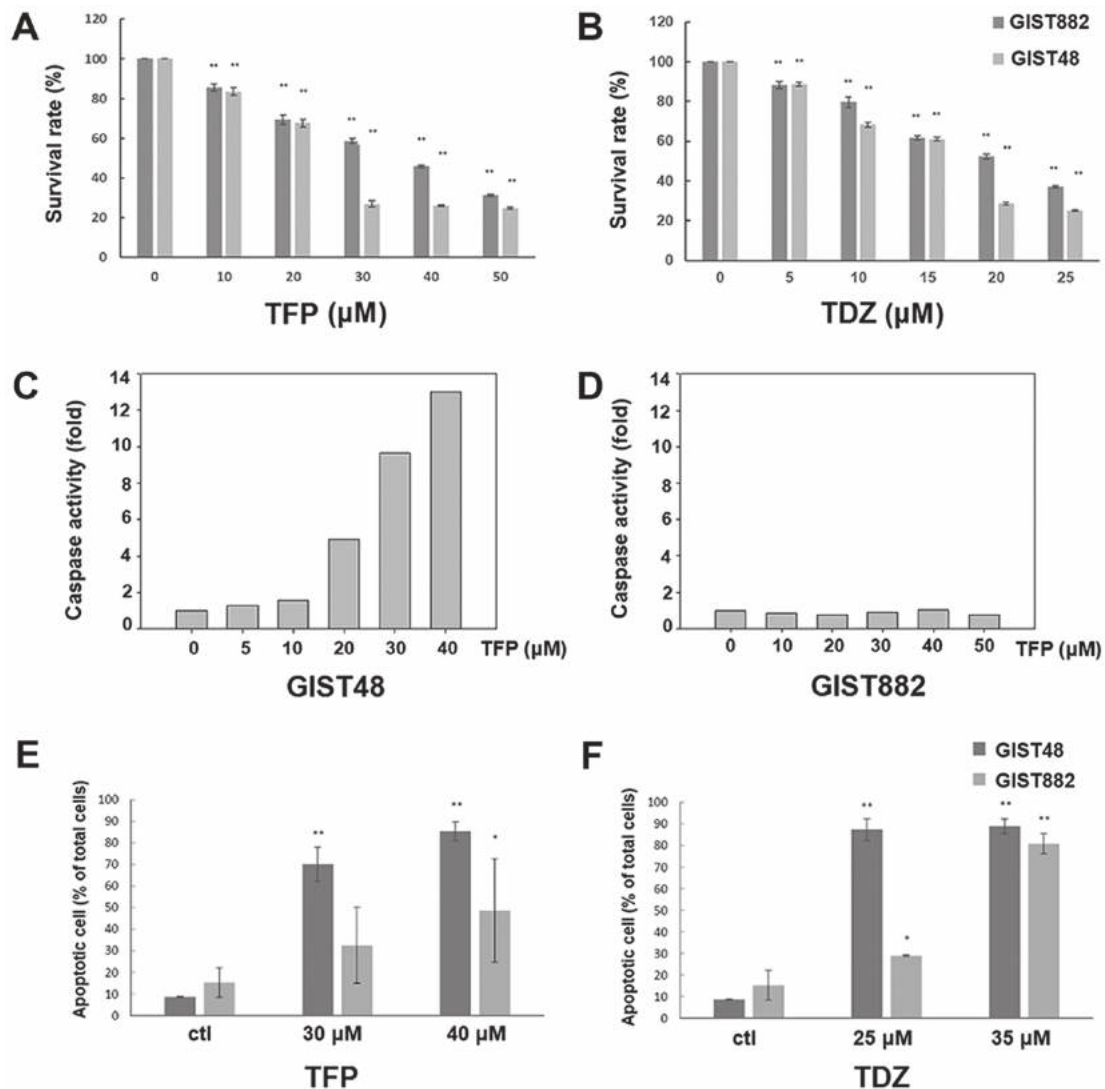 A
Survival rate (%)
120
100
80
60
40
20
0
** ** ** ** ** ** ** ** ** **
0 10 20 30 40 50
TFP (µM)
B
GIST882
GIST48
Survival rate (%)
120
100
80
60
40
20
0
** ** ** ** ** ** ** ** ** **
0 5 10 15 20 25
TDZ (µM)
C
Caspase activity (fold)
14
12
10
8
6
4
2
0
0 5 10 20 30 40 TFP (µM)
GIST48
D
Caspase activity (fold)
14
12
10
8
6
4
2
0
0 10 20 30 40 50 TFP (µM)
GIST882
E
Apoptotic cell (% of total cells)
100
90
80
70
60
50
40
30
20
10
0
** ** *
ctl 30 µM 40 µM
TFP
F
GIST48
GIST882
Apoptotic cell (% of total cells)
100
90
80
70
60
50
40
30
20
10
0
** * ** **
ctl 25 µM 35 µM
TDZ